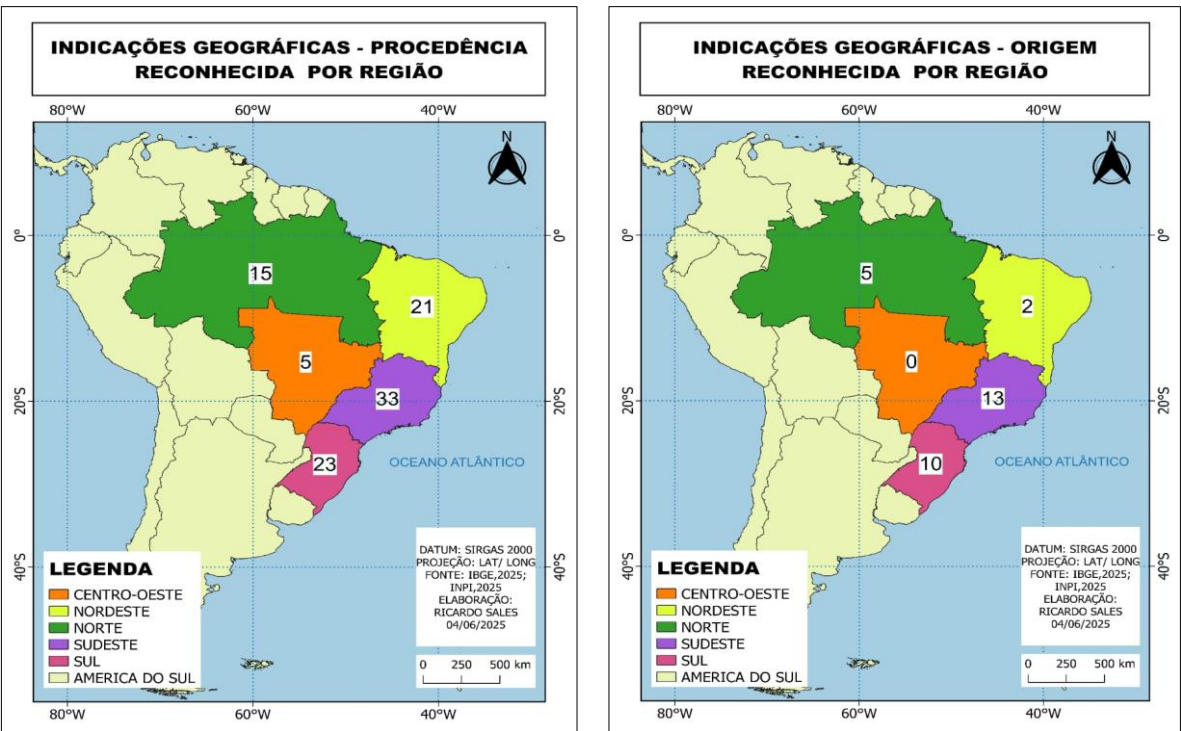 INDICAÇÕES GEOGRÁFICAS - PROCEDÊNCIA
RECONHECIDA POR REGIÃO
80°W 60°W 40°W
N
0° 0°
15
21
5
33
20°S 20°S
23
OCEANO ATLÂNTICO
40°S 40°S
DATUM: SIRGAS 2000
PROJEÇÃO: LAT/ LONG
FONTE: IBGE,2025;
INPI,2025
ELABORAÇÃO:
RICARDO SALES
04/06/2025
0 250 500 km
LEGENDA
CENTRO-OESTE
NORDESTE
NORTE
SUDESTE
SUL
AMERICA DO SUL
80°W 60°W 40°W
INDICAÇÕES GEOGRÁFICAS - ORIGEM
RECONHECIDA POR REGIÃO
80°W 60°W 40°W
N
0° 0°
5
2
0
13
20°S 20°S
10
OCEANO ATLÂNTICO
40°S 40°S
DATUM: SIRGAS 2000
PROJEÇÃO: LAT/ LONG
FONTE: IBGE,2025;
INPI,2025
ELABORAÇÃO:
RICARDO SALES
04/06/2025
0 250 500 km
LEGENDA
CENTRO-OESTE
NORDESTE
NORTE
SUDESTE
SUL
AMERICA DO SUL
80°W 60°W 40°W